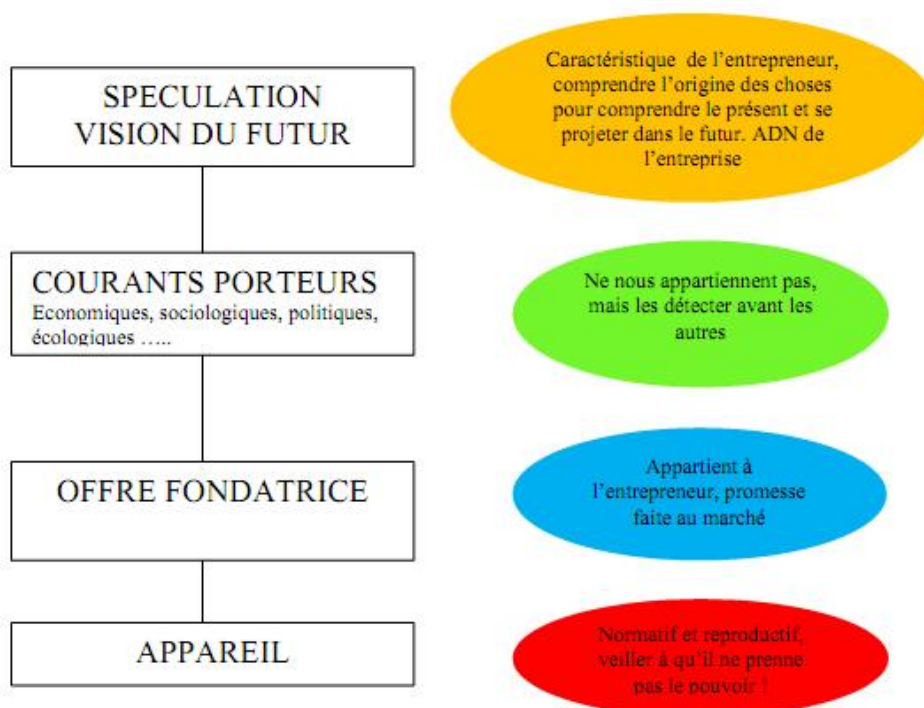 SPECULATION
VISION DU FUTUR
Caractéristique de l'entrepreneur,
comprendre l'origine des choses
pour comprendre le présent et se
projeter dans le futur. ADN de
l'entreprise
COURANTS PORTEURS
Economiques, sociologiques, politiques,
écologiques …..
Ne nous appartiennent pas,
mais les détecter avant les
autres
OFFRE FONDATRICE
Appartient à
l'entrepreneur, promesse
faite au marché
APPAREIL
Normatif et reproductif,
veiller à qu'il ne prenne
pas le pouvoir !